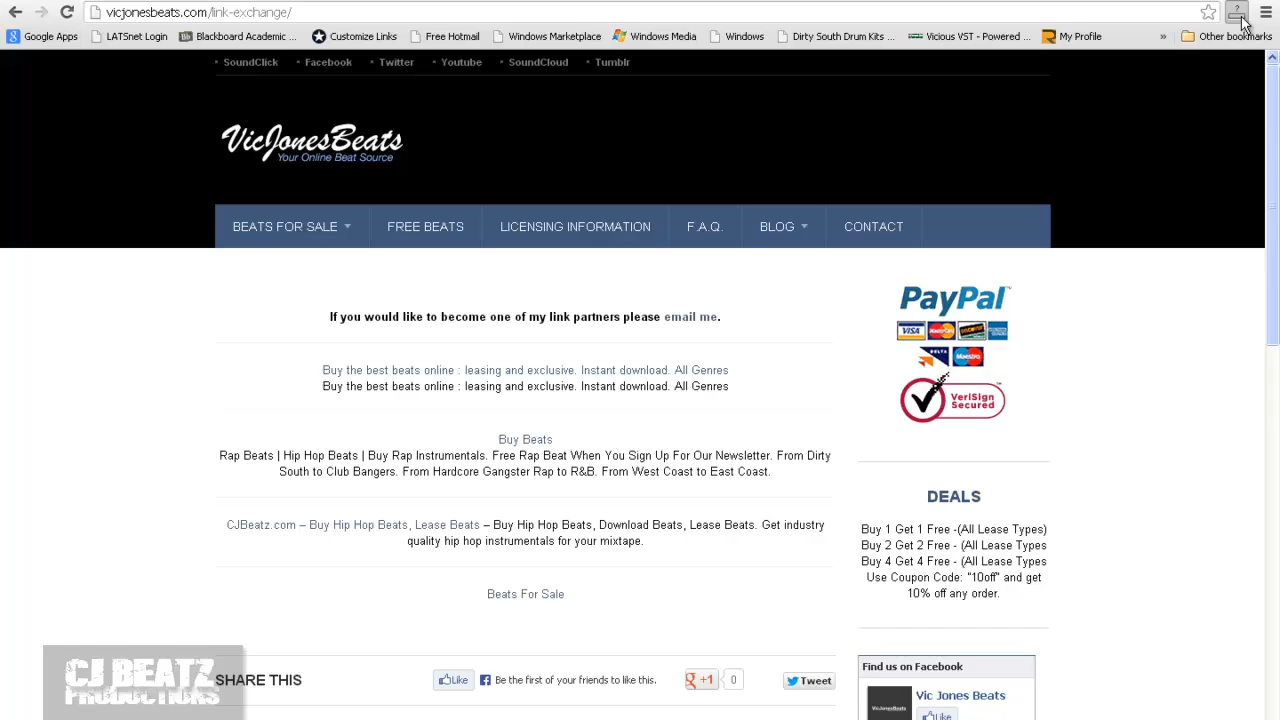 vicjonesbeats.com/link-exchange/
?
Google Apps LATSnet Login Blackboard Academic ... Customize Links Free Hotmail Windows Marketplace Windows Media Windows Dirty South Drum Kits ... Vicious VST - Powered ... My Profile » Other bookmarks
SoundClick Facebook Twitter Youtube SoundCloud Tumblr
VicJonesBeats
Your Online Beat Source
BEATS FOR SALE FREE BEATS LICENSING INFORMATION F.A.Q. BLOG CONTACT
If you would like to become one of my link partners please email me.
Buy the best beats online : leasing and exclusive. Instant download. All Genres
Buy the best beats online : leasing and exclusive. Instant download. All Genres
Buy Beats
Rap Beats | Hip Hop Beats | Buy Rap Instrumentals. Free Rap Beat When You Sign Up For Our Newsletter. From Dirty
South to Club Bangers. From Hardcore Gangster Rap to R&B. From West Coast to East Coast.
CJBeatz.com – Buy Hip Hop Beats, Lease Beats – Buy Hip Hop Beats, Download Beats, Lease Beats. Get industry
quality hip hop instrumentals for your mixtape.
Beats For Sale
SHARE THIS
Like Be the first of your friends to like this.
+1 0
Tweet
PayPal™
VISA
DELTA Maestro
VeriSign
Secured
DEALS
Buy 1 Get 1 Free -(All Lease Types)
Buy 2 Get 2 Free - (All Lease Types
Buy 4 Get 4 Free - (All Lease Types
Use Coupon Code: "10off" and get
10% off any order.
Find us on Facebook
VicJonesBeats
Vic Jones Beats
Like
CJ BEATZ
PRODUCTIONS